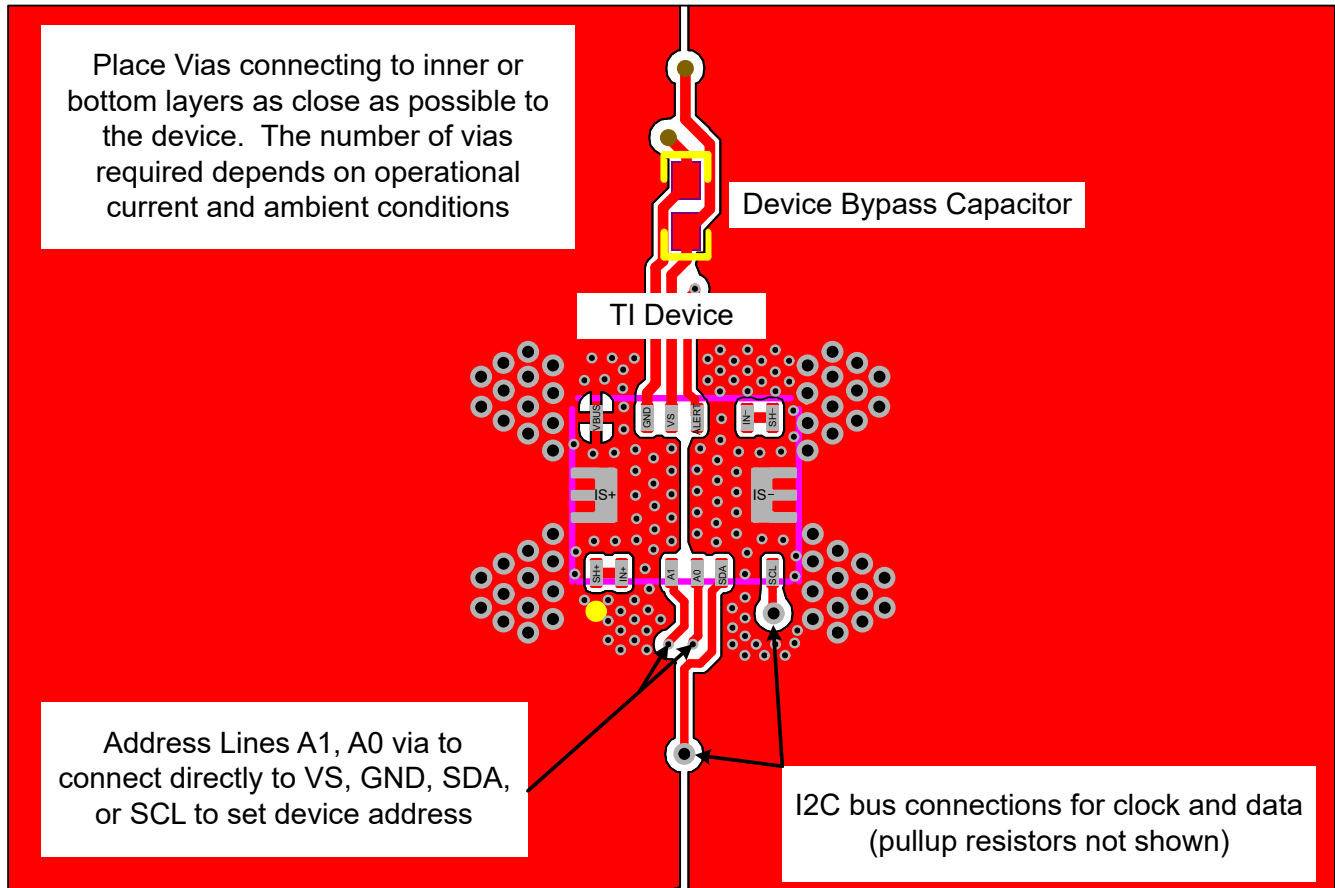 Place Vias connecting to inner or
bottom layers as close as possible to
the device. The number of vias
required depends on operational
current and ambient conditions
Device Bypass Capacitor
TI Device
VBUS
GND
VS
ALERT
IN−
SH−
IS+
IS−
SH+
IN+
A1
A0
SDA
SCL
Address Lines A1, A0 via to
connect directly to VS, GND, SDA,
or SCL to set device address
I2C bus connections for clock and data
(pullup resistors not shown)